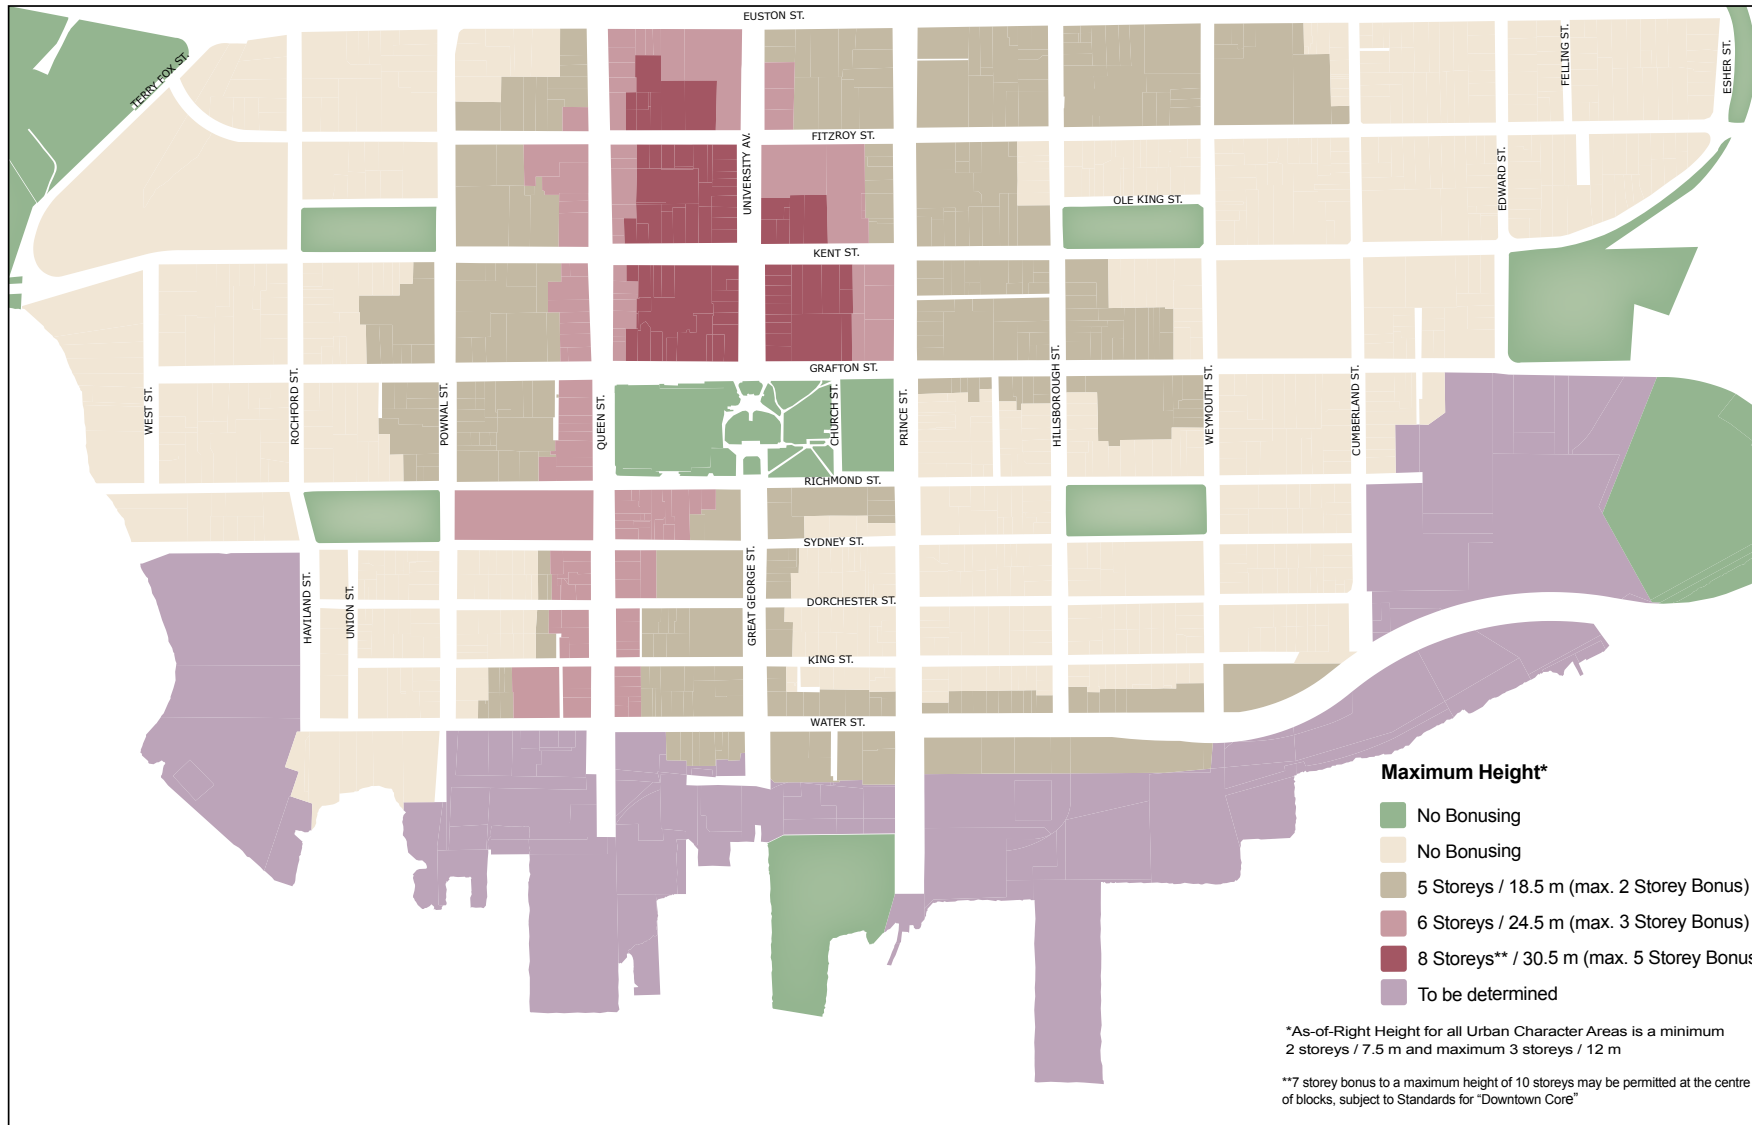 EUSTON ST.
TERRY FOX ST.
FELLING ST.
ESHER ST.
FITZROY ST.
UNIVERSITY AV.
EDWARD ST.
OLE KING ST.
KENT ST.
GRAFTON ST.
WEST ST.
ROCHFORD ST.
POWNAL ST.
QUEEN ST.
CHURCH ST.
PRINCE ST.
HILLSBOROUGH ST.
WEYMOUTH ST.
CUMBERLAND ST.
RICHMOND ST.
SYDNEY ST.
HAVILAND ST.
UNION ST.
GREAT GEORGE ST.
DORCHESTER ST.
KING ST.
WATER ST.
Maximum Height*
No Bonusing
No Bonusing
5 Storeys / 18.5 m (max. 2 Storey Bonus)
6 Storeys / 24.5 m (max. 3 Storey Bonus)
8 Storeys** / 30.5 m (max. 5 Storey Bonus
To be determined
*As-of-Right Height for all Urban Character Areas is a minimum
2 storeys / 7.5 m and maximum 3 storeys / 12 m
**7 storey bonus to a maximum height of 10 storeys may be permitted at the centre
of blocks, subject to Standards for “Downtown Core”